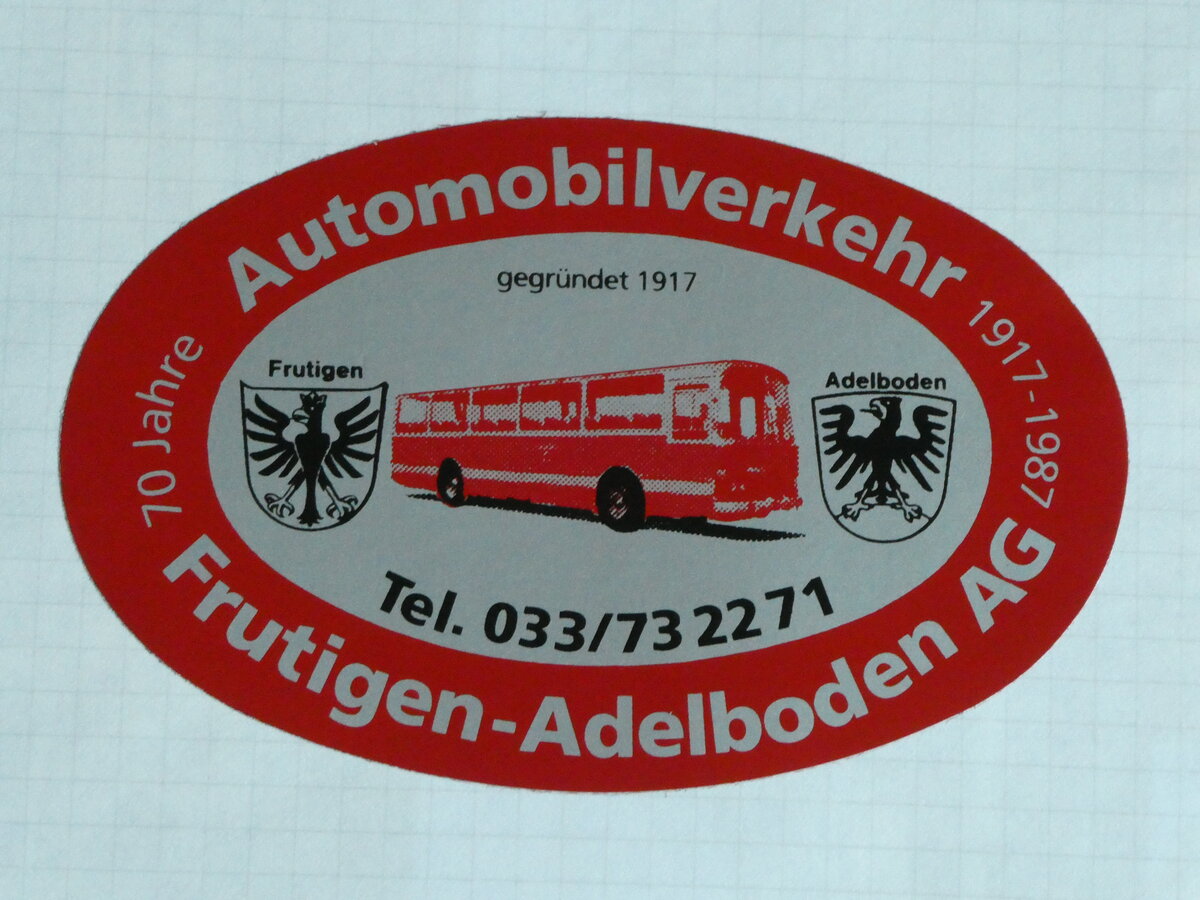 Automobilverkehr
70 Jahre
1917-1987
gegründet 1917
Frutigen
Adelboden
Tel. 033/73 22 71
Frutigen-Adelboden AG